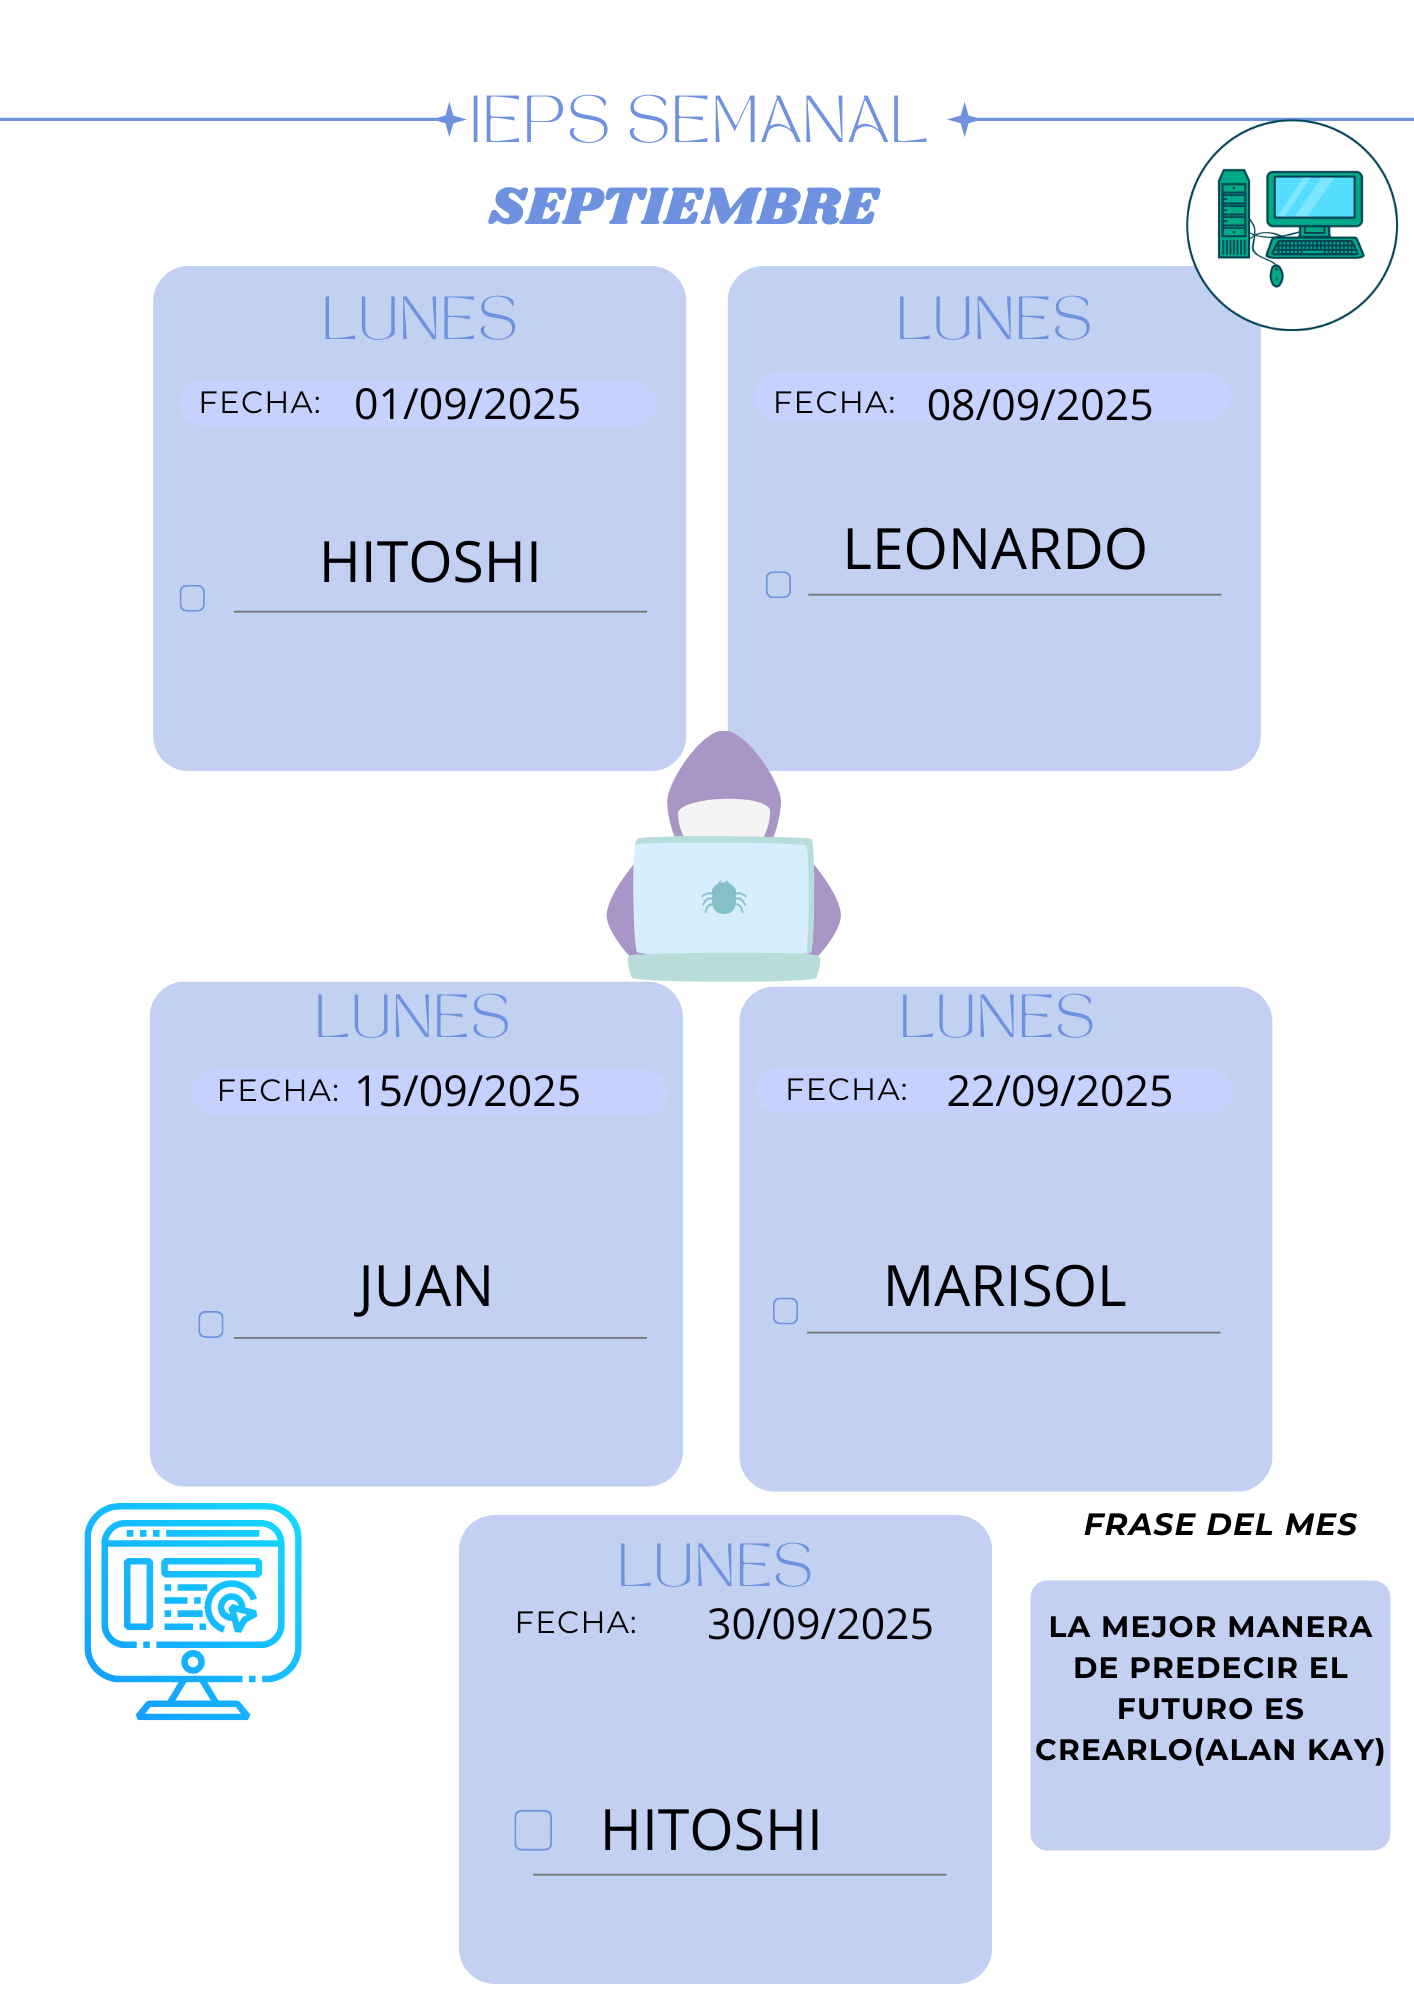 IEPS SEMANAL
SEPTIEMBRE
LUNES
FECHA: 01/09/2025
HITOSHI
LUNES
FECHA: 08/09/2025
LEONARDO
LUNES
FECHA: 15/09/2025
JUAN
LUNES
FECHA: 22/09/2025
MARISOL
LUNES
FECHA: 30/09/2025
HITOSHI
FRASE DEL MES
LA MEJOR MANERA
DE PREDECIR EL
FUTURO ES
CREARLO(ALAN KAY)